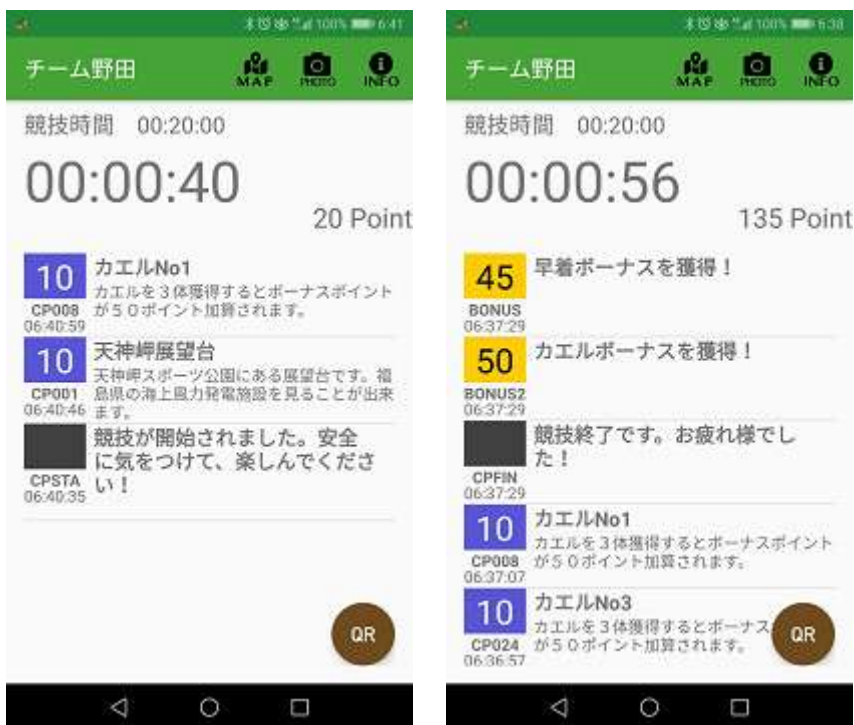 100% 6:41
チーム野田
MAP PHOTO INFO
競技時間 00:20:00
00:00:40
20 Point
10 カエルNo1
カエルを3体獲得するとボーナスポイント
CP008 が50ポイント加算されます。
06:40:59
10 天神岬展望台
天神岬スポーツ公園にある展望台です。福
CP001 島県の海上風力発電施設を見ることが出来
06:40:46 ます。
競技が開始されました。安全
に気をつけて、楽しんでくださ
CPSTA い!
06:40:35
QR
100% 6:38
チーム野田
MAP PHOTO INFO
競技時間 00:20:00
00:00:56
135 Point
45 早着ボーナスを獲得!
BONUS
06:37:29
50 カエルボーナスを獲得!
BONUS2
06:37:29
競技終了です。お疲れ様でし
た!
CPFIN
06:37:29
10 カエルNo1
カエルを3体獲得するとボーナスポイント
CP008 が50ポイント加算されます。
06:37:07
10 カエルNo3
カエルを3体獲得するとボーナス
CP024 が50ポイント加算されます。
06:36:57
QR